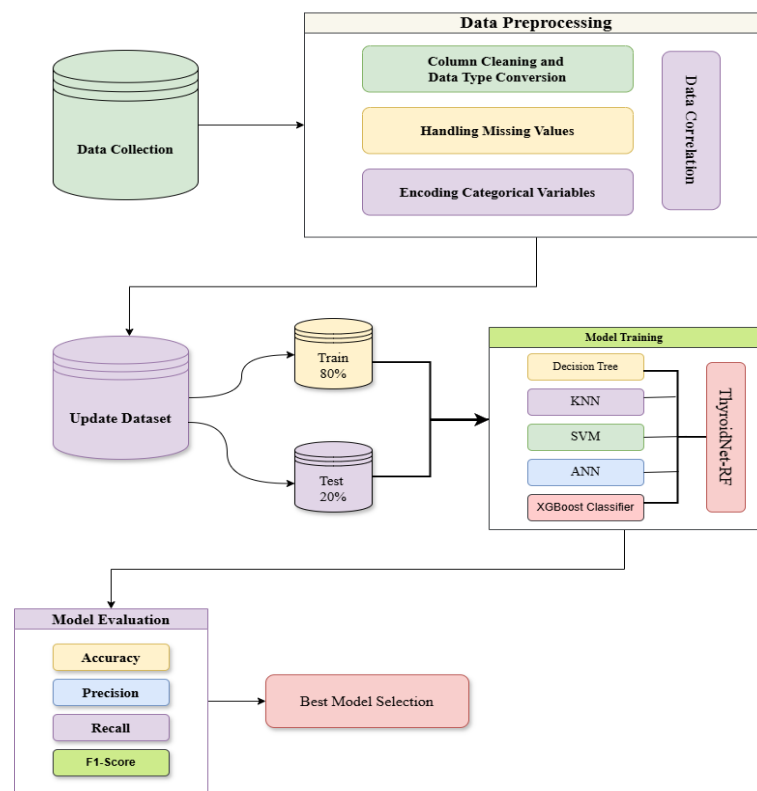 Data Preprocessing
Data Collection
Column Cleaning and
Data Type Conversion
Handling Missing Values
Encoding Categorical Variables
Data Correlation
Update Dataset
Train
80%
Test
20%
Model Training
Decision Tree
KNN
SVM
ANN
XGBoost Classifier
ThyroidNet-RF
Model Evaluation
Accuracy
Precision
Recall
F1-Score
Best Model Selection